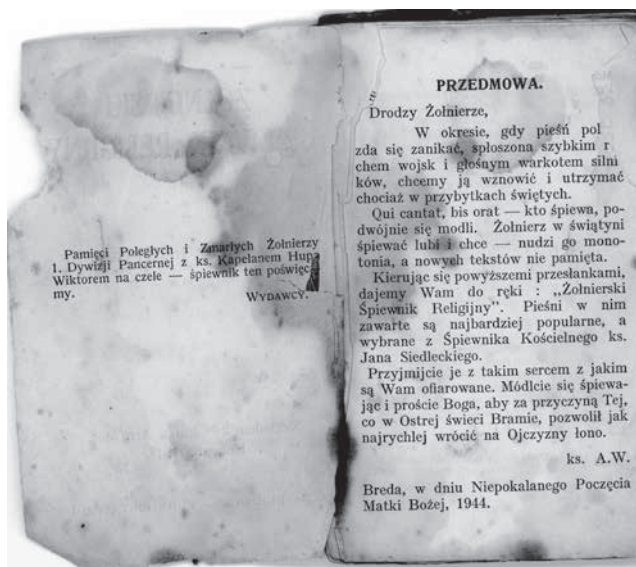 Pamięci Poległych i Zmarłych Żołnierzy
1. Dywizji Pancernej z ks. Kapelanem Hupa
Wiktorem na czele — śpiewnik ten poświęca
my.
WYDAWCY.
PRZEDMOWA.
Drodzy Żołnierze,
W okresie, gdy pieśń pol
zda się zanikać, spłoszona szybkim r
chem wojsk i głośnym warkotem silni
ków, chcemy ją wznowić i utrzymać
chociaż w przybytkach świętych.
Qui cantat, bis orat — kto śpiewa, po-
dwójnie się modli. Żołnierz w świątyni
śpiewać lubi i chce — nudzi go mono-
tonia, a nowych tekstów nie pamięta.
Kierując się powyższemi przesłankami,
dajemy Wam do ręki : „Żołnierski
Śpiewnik Religijny". Pieśni w nim
zawarte są najbardziej popularne, a
wybrane z Śpiewnika Kościelnego ks.
Jana Siedleckiego.
Przyjmijcie je z takim sercem z jakim
są Wam ofiarowane. Módlcie się śpiewa-
jąc i proście Boga, aby za przyczyną Tej,
co w Ostrej świeci Bramie, pozwolił jak
najrychlej wrócić na Ojczyzny łono.
ks. A.W.
Breda, w dniu Niepokalanego Poczęcia
Matki Bożej, 1944.